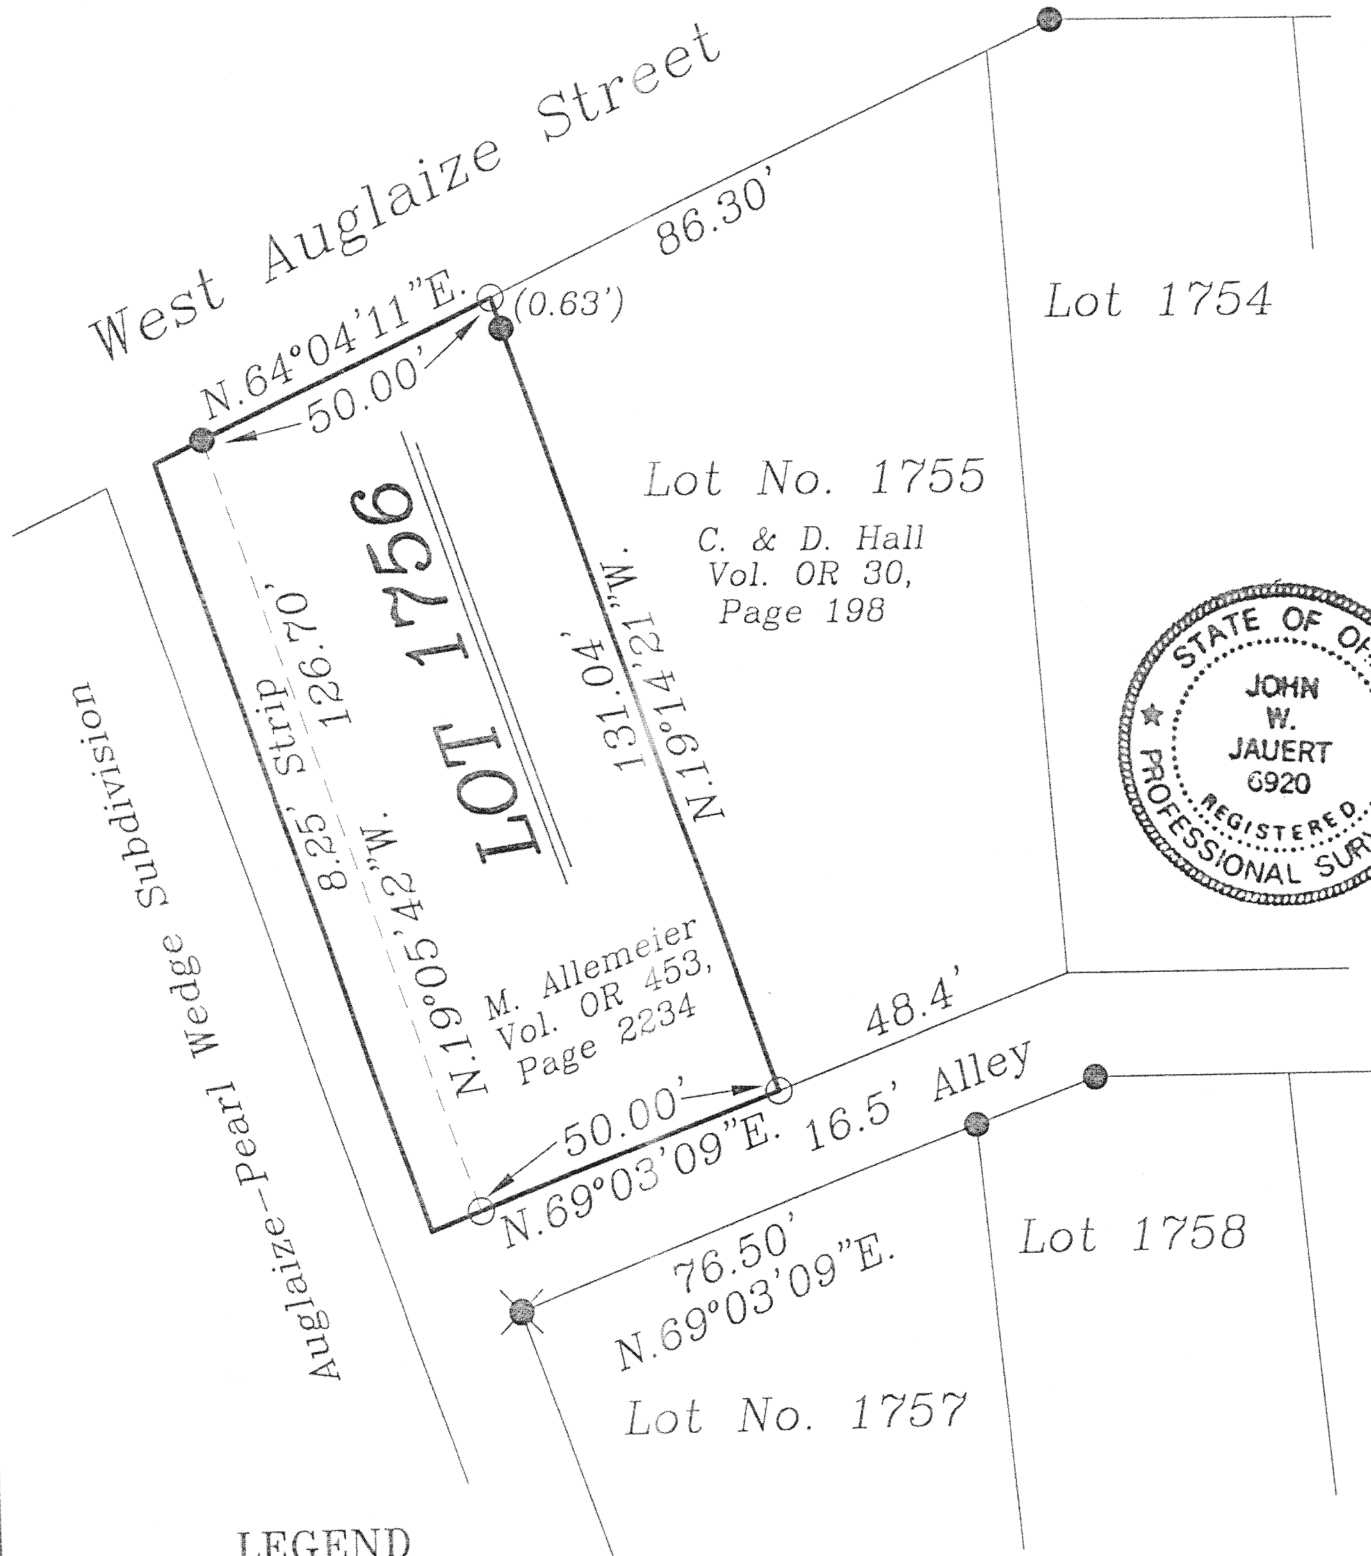 West Auglaize Street
86.30'
N.64°04'11"E.
(0.63')
50.00'
Lot 1754
LOT 1756
Lot No. 1755
C. & D. Hall
Vol. OR 30,
Page 198
131.04'
N.19°14'21"W.
8.25' Strip
126.70'
N.19°05'42"W.
Auglaize-Pearl Wedge Subdivision
M. Allemeier
Vol. OR 453,
Page 2234
STATE OF
JOHN
W.
JAUERT
6920
REGISTERED
PROFESSIONAL
48.4'
50.00'
N.69°03'09"E.
16.5' Alley
76.50'
N.69°03'09"E.
Lot 1758
Lot No. 1757
LEGEND